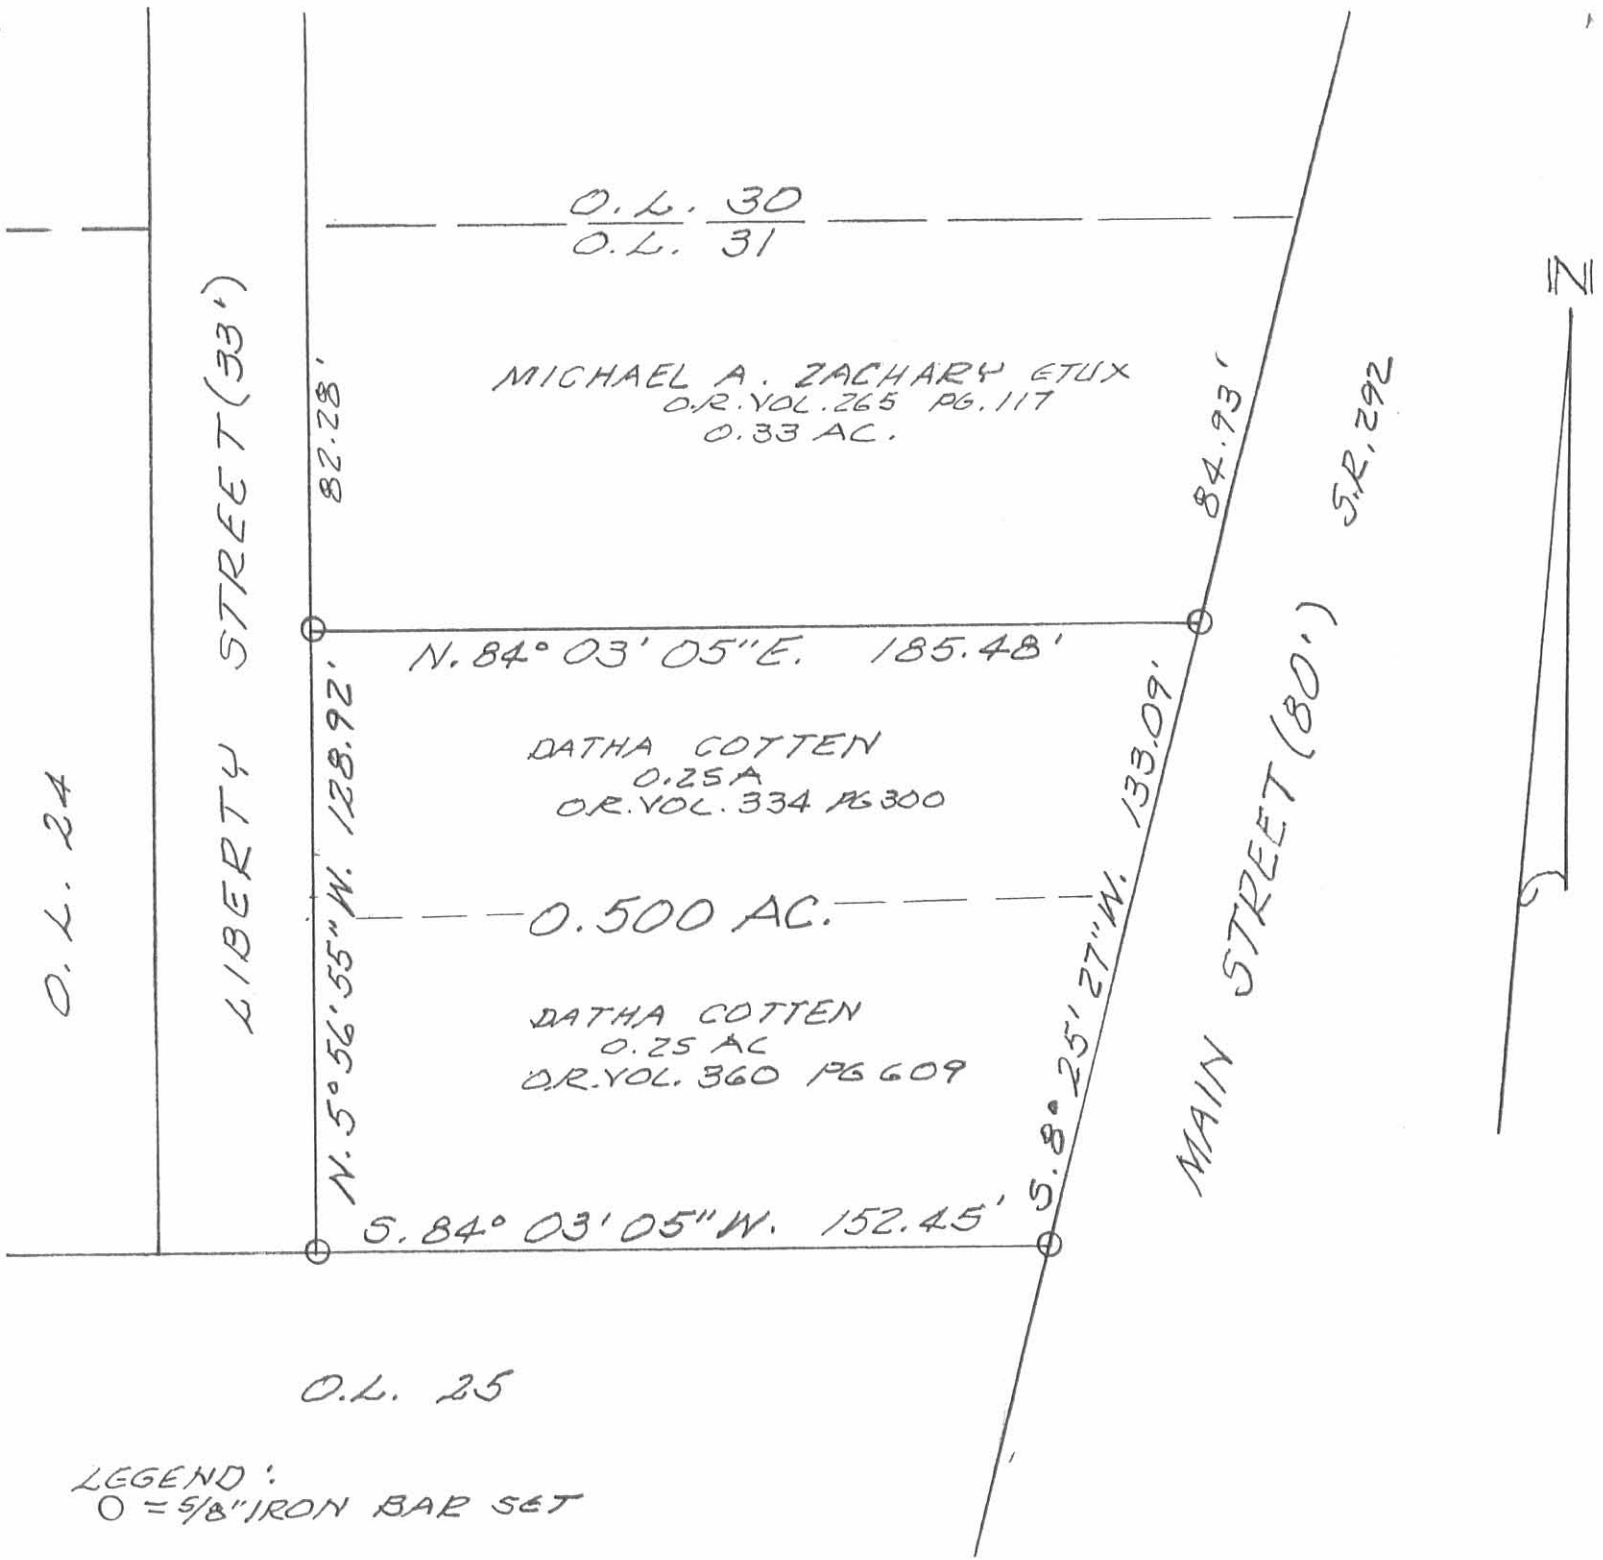 O.L. 30
O.L. 31
N
LIBERTY STREET (33')
82.28'
MICHAEL A. ZACHARY ETUX
O.R. VOL. 265 PG. 117
0.33 AC.
84.93'
S.R. 292
N. 84° 03' 05" E. 185.48'
DATHA COTTEN
0.25 A
O.R. VOL. 334 PG 300
O.L. 24
N. 5° 56' 55" W. 128.92'
0.500 AC.
S. 8° 25' 27" W. 133.09'
MAIN STREET (80')
DATHA COTTEN
0.25 AC
O.R. VOL. 360 PG 609
S. 84° 03' 05" W. 152.45'
O.L. 25
LEGEND:
O = 5/8" IRON BAR SET